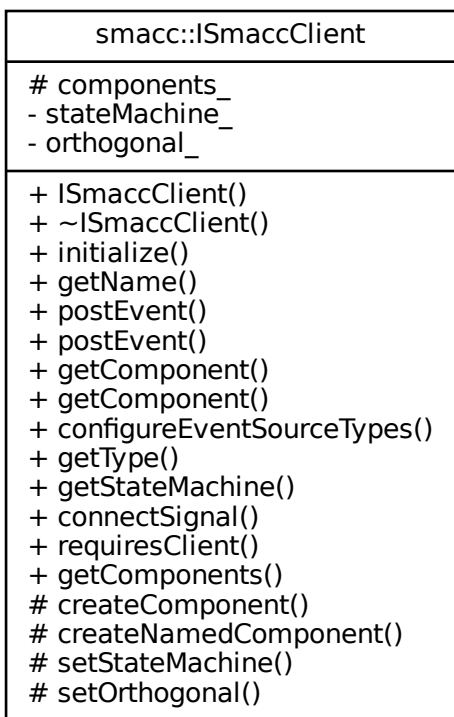 smacc::ISmaccClient
# components_
- stateMachine_
- orthogonal_
+ ISmaccClient()
+ ~ISmaccClient()
+ initialize()
+ getName()
+ postEvent()
+ postEvent()
+ getComponent()
+ getComponent()
+ configureEventSourceTypes()
+ getType()
+ getStateMachine()
+ connectSignal()
+ requiresClient()
+ getComponents()
# createComponent()
# createNamedComponent()
# setStateMachine()
# setOrthogonal()